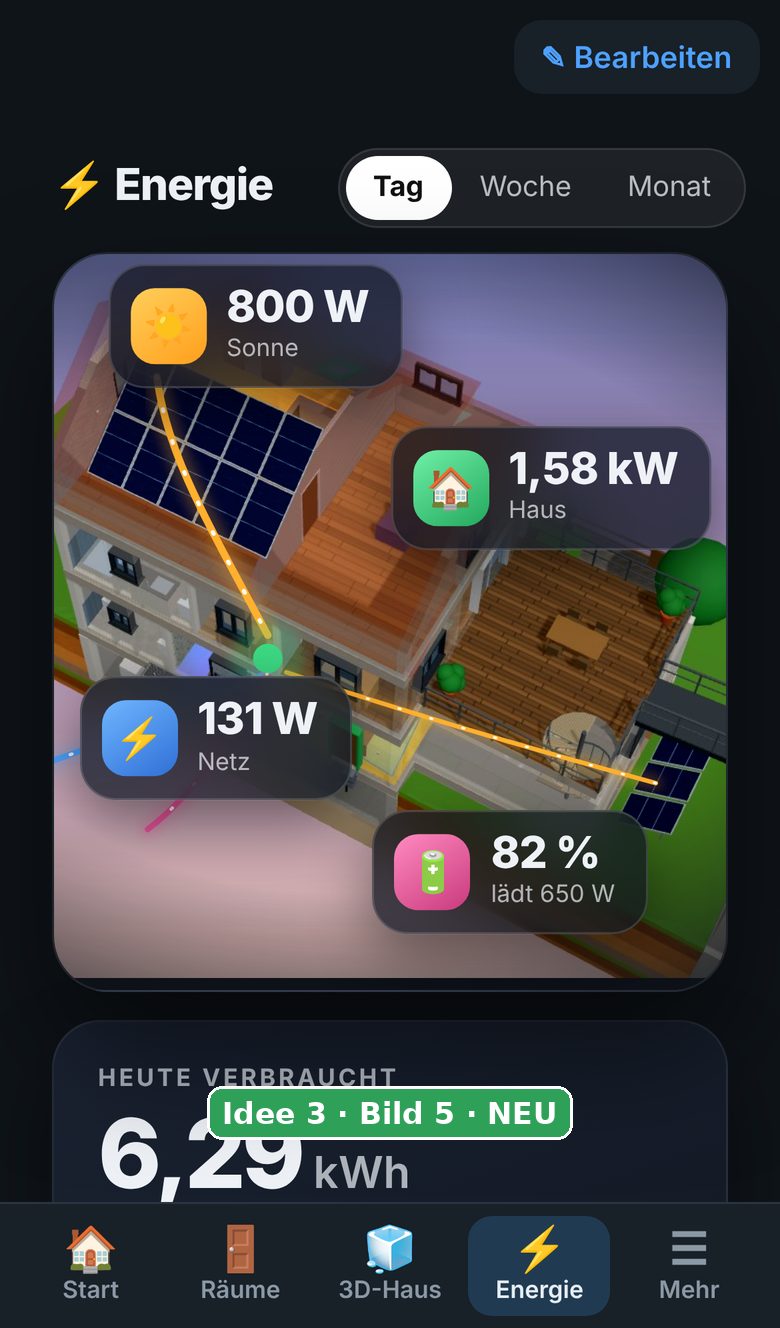 ✎ Bearbeiten
⚡ Energie
Tag Woche Monat
800 W
Sonne
1,58 kW
Haus
131 W
Netz
82 %
lädt 650 W
HEUTE VERBRAUCHT
Idee 3 · Bild 5 · NEU
6,29 kWh
Start Räume 3D-Haus Energie Mehr